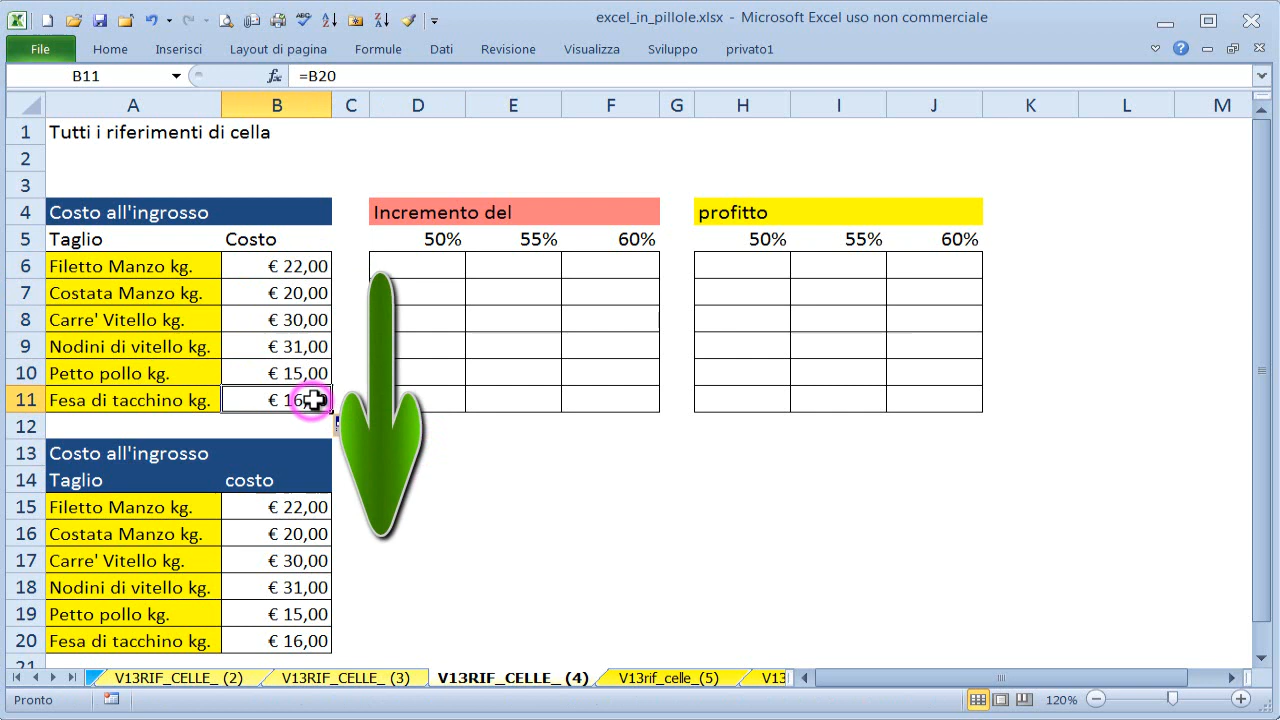 excel_in_pillole.xlsx - Microsoft Excel uso non commerciale
File Home Inserisci Layout di pagina Formule Dati Revisione Visualizza Sviluppo privato1
B11 fx =B20
A B C D E F G H I J K L M
1 Tutti i riferimenti di cella
2
3
4 Costo all'ingrosso Incremento del profitto
5 Taglio Costo 50% 55% 60% 50% 55% 60%
6 Filetto Manzo kg. € 22,00
7 Costata Manzo kg. € 20,00
8 Carre' Vitello kg. € 30,00
9 Nodini di vitello kg. € 31,00
10 Petto pollo kg. € 15,00
11 Fesa di tacchino kg. € 16,
12
13 Costo all'ingrosso
14 Taglio costo
15 Filetto Manzo kg. € 22,00
16 Costata Manzo kg. € 20,00
17 Carre' Vitello kg. € 30,00
18 Nodini di vitello kg. € 31,00
19 Petto pollo kg. € 15,00
20 Fesa di tacchino kg. € 16,00
21
V13RIF_CELLE_ (2) V13RIF_CELLE_ (3) V13RIF_CELLE_ (4) V13rif_celle_(5) V13
Pronto 120%